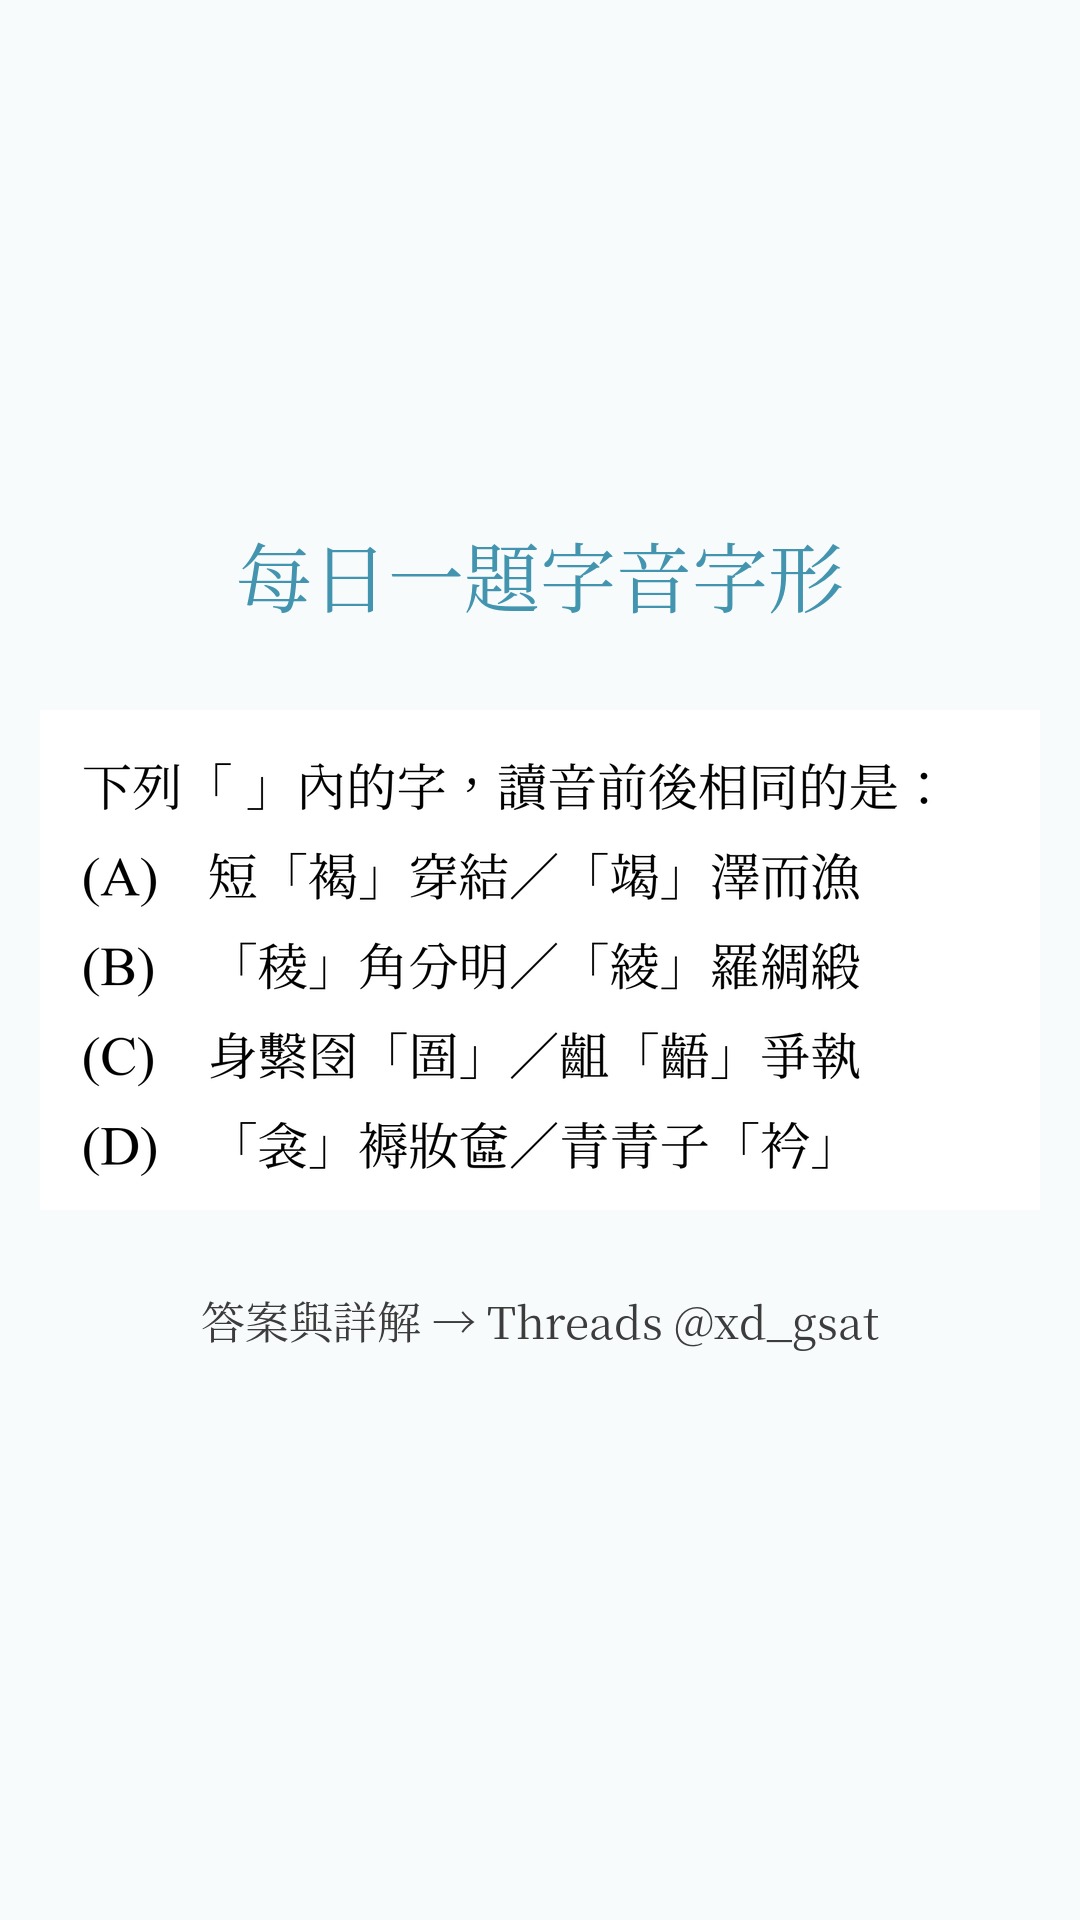 每日一題字音字形
下列「 」內的字，讀音前後相同的是：
(A) 短「褐」穿結／「竭」澤而漁
(B) 「稜」角分明／「綾」羅綢緞
(C) 身繫囹「圄」／齟「齬」爭執
(D) 「衾」褥妝奩／青青子「衿」
答案與詳解 → Threads @xd_gsat